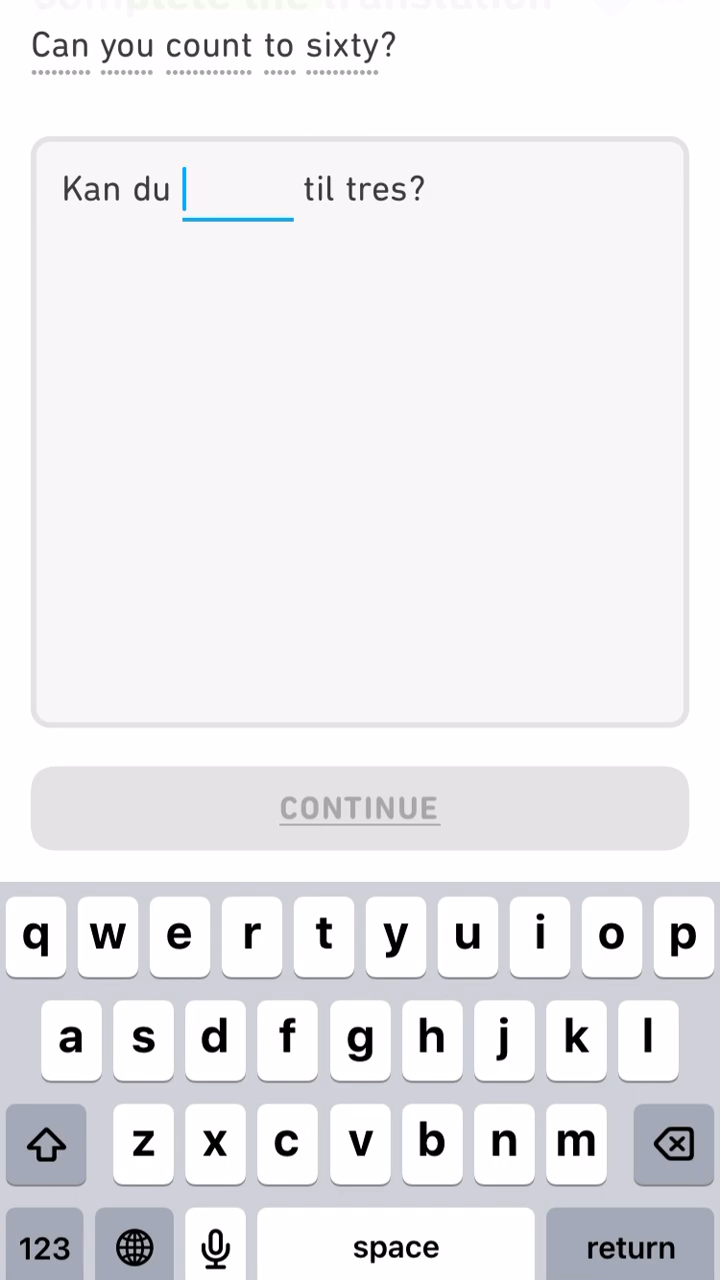 Can you count to sixty?
Kan du til tres?
CONTINUE
q w e r t y u i o p
a s d f g h j k l
z x c v b n m
123 space return